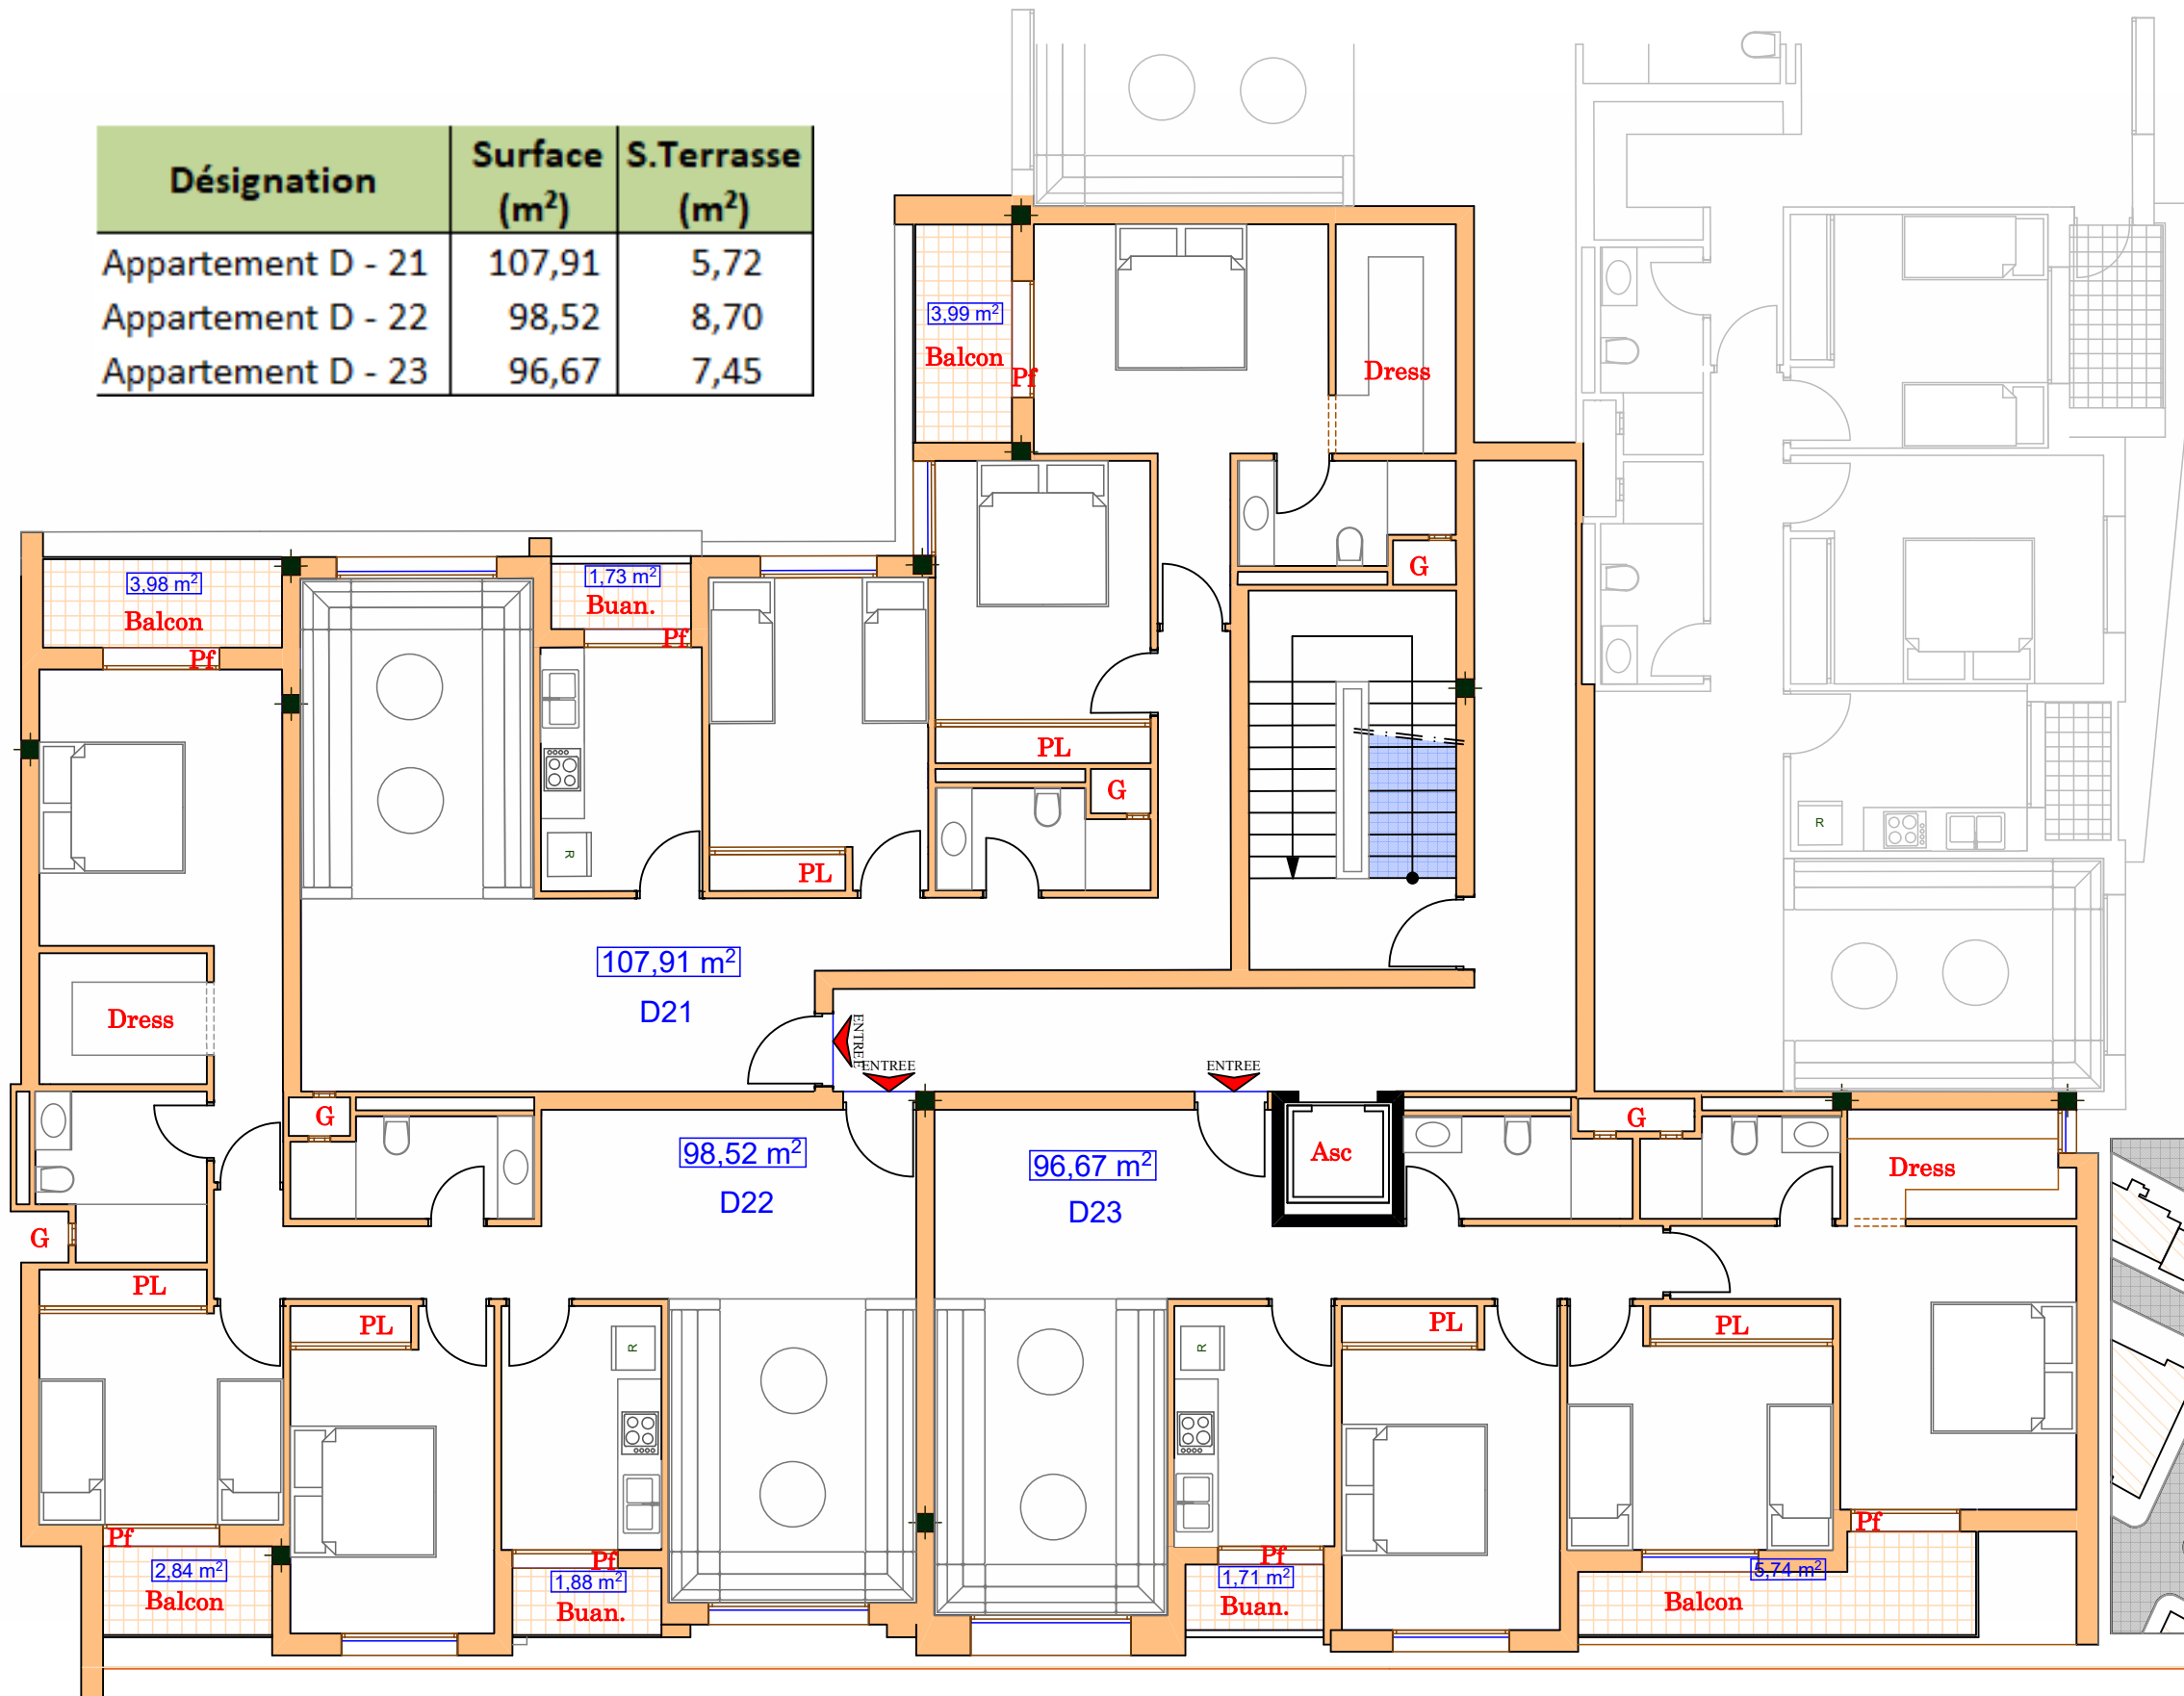 Désignation Surface (m²) S.Terrasse (m²)
Appartement D - 21 107,91 5,72
Appartement D - 22 98,52 8,70
Appartement D - 23 96,67 7,45
3,99 m²
Balcon
Pf
Dress
G
3,98 m²
Balcon
Pf
1,73 m²
Buan.
Pf
PL
G
R
PL
R
107,91 m²
D21
Dress
ENTREE
ENTREE
ENTREE
G
G
98,52 m²
D22
96,67 m²
D23
Asc
Dress
G
PL
PL
R
R
PL
PL
Pf
2,84 m²
Balcon
Pf
1,88 m²
Buan.
Pf
1,71 m²
Buan.
Pf
5,74 m²
Balcon